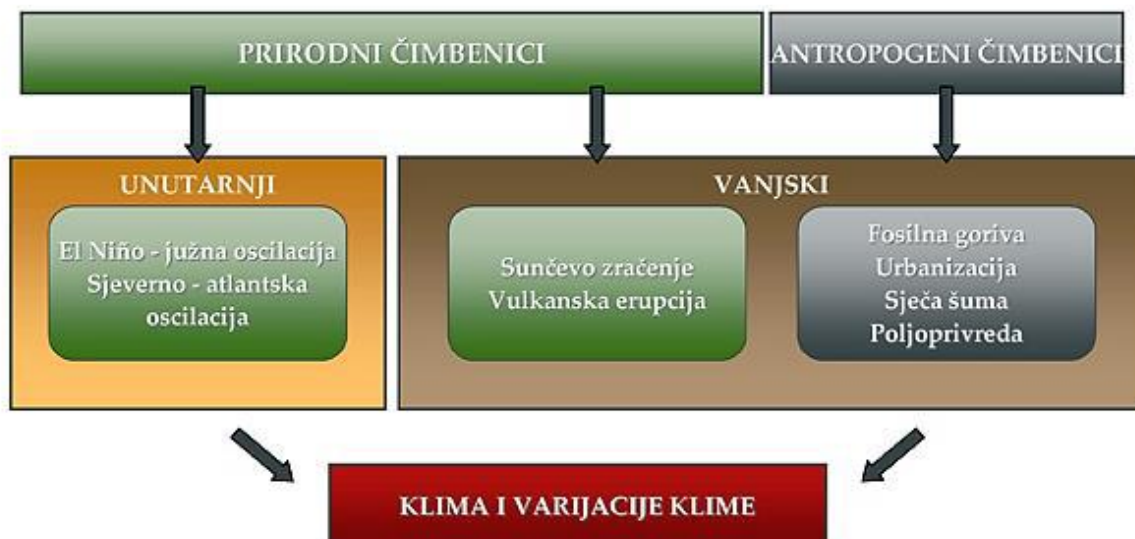 PRIRODNI ČIMBENICI
ANTROPOGENI ČIMBENICI
UNUTARNJI
El Niño - južna oscilacija
Sjeverno - atlantska
oscilacija
VANJSKI
Sunčevo zračenje
Vulkanska erupcija
Fosilna goriva
Urbanizacija
Sječa šuma
Poljoprivreda
KLIMA I VARIJACIJE KLIME